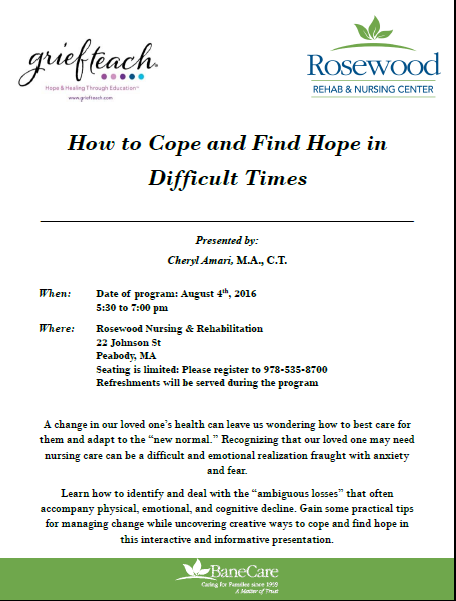 griefteach®
Hope & Healing Through Education™
www.griefteach.com
Rosewood
REHAB & NURSING CENTER
How to Cope and Find Hope in
Difficult Times
Presented by:
Cheryl Amari, M.A., C.T.
When: Date of program: August 4th, 2016
5:30 to 7:00 pm
Where: Rosewood Nursing & Rehabilitation
22 Johnson St
Peabody, MA
Seating is limited: Please register to 978-535-8700
Refreshments will be served during the program
A change in our loved one's health can leave us wondering how to best care for
them and adapt to the “new normal.” Recognizing that our loved one may need
nursing care can be a difficult and emotional realization fraught with anxiety
and fear.
Learn how to identify and deal with the “ambiguous losses” that often
accompany physical, emotional, and cognitive decline. Gain some practical tips
for managing change while uncovering creative ways to cope and find hope in
this interactive and informative presentation.
BaneCare
Caring for Families since 1959
A Matter of Trust